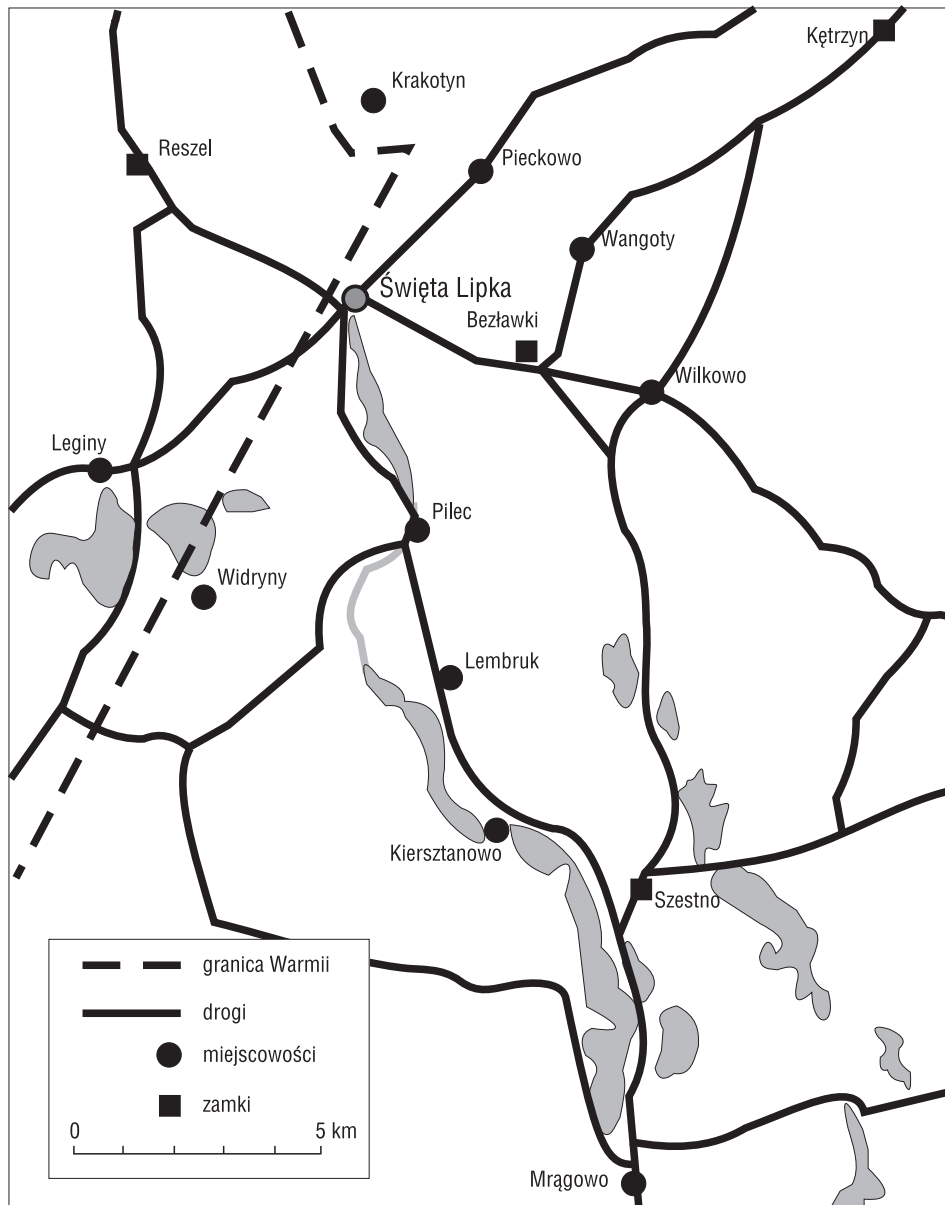 Kętrzyn
Krakotyn
Reszel
Pieckowo
Wangoty
Święta Lipka
Bezławki
Wilkowo
Leginy
Pilec
Widryny
Lembruk
Kiersztanowo
Szestno
granica Warmii
drogi
miejscowości
zamki
0 5 km
Mrągowo